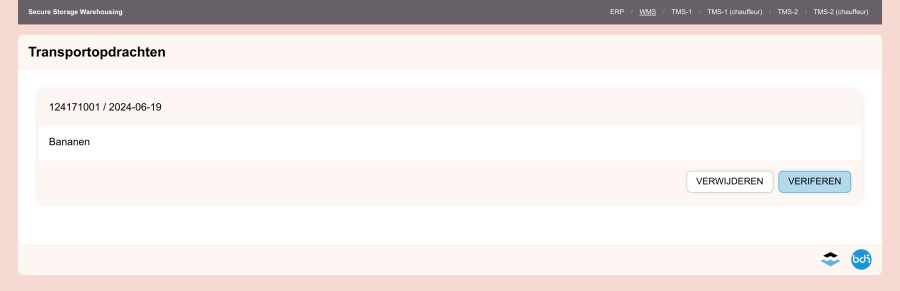 Secure Storage Warehousing
ERP / WMS / TMS-1 / TMS-1 (chauffeur) / TMS-2 / TMS-2 (chauffeur)
Transportopdrachten
124171001 / 2024-06-19
Bananen
VERWIJDEREN VERIFEREN
bdi